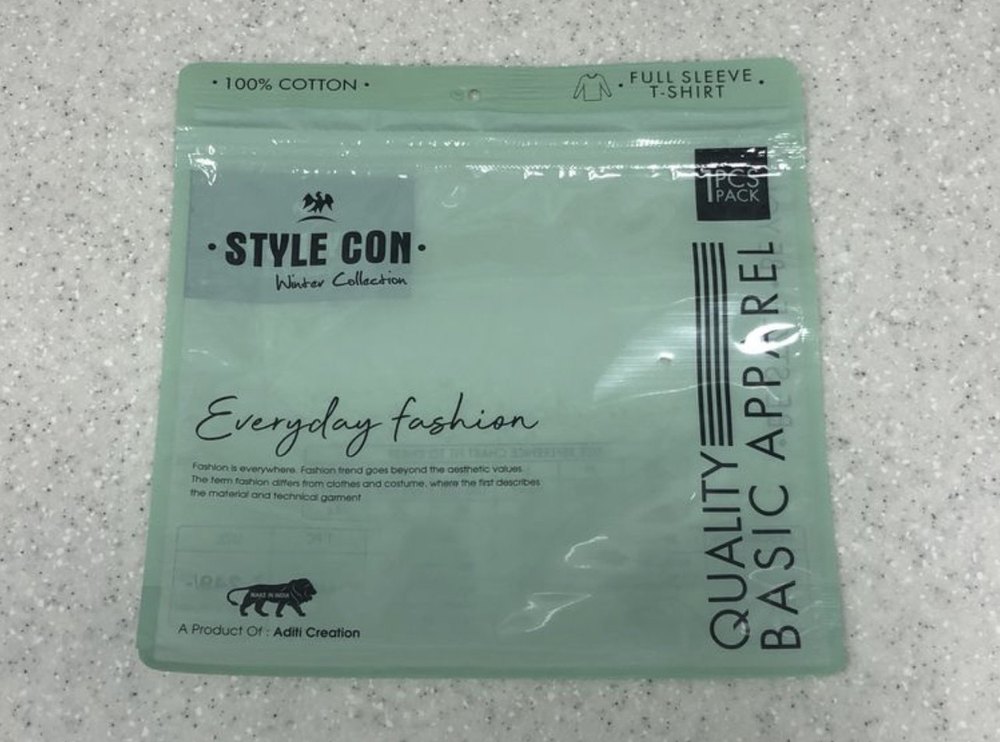 • 100% COTTON •
• FULL SLEEVE •
T-SHIRT
1 PCS
PACK
• STYLE CON •
Winter Collection
QUALITY
BASIC APPAREL
Everyday fashion
Fashion is everywhere. Fashion trend goes beyond the aesthetic values
The term fashion differs from clothes and costume, where the first describes
the material and technical garment
MAKE IN INDIA
A Product Of : Aditi Creation